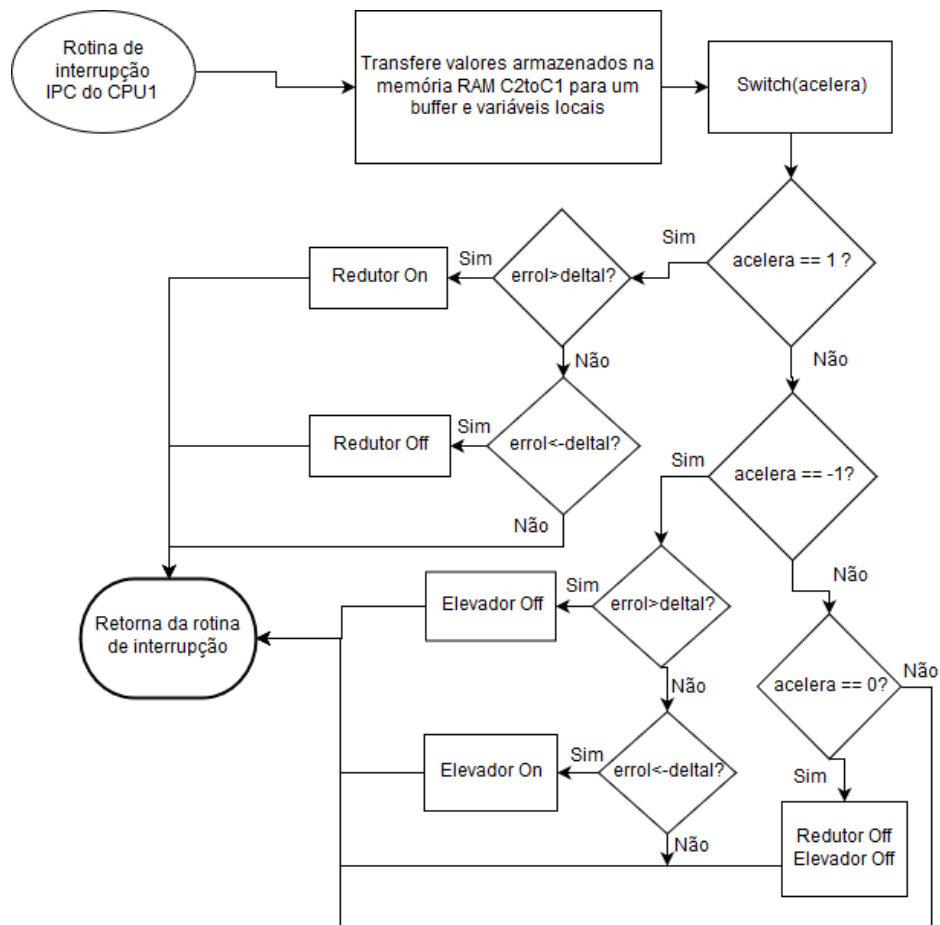 Rotina de
interrupção
IPC do CPU1
Transfere valores armazenados na
memória RAM C2toC1 para um
buffer e variáveis locais
Switch(acelera)
acelera == 1 ?
Sim
Não
errol>deltal?
Sim
Não
Redutor On
errol<-deltal?
Sim
Não
Redutor Off
acelera == -1?
Sim
Não
errol>deltal?
Sim
Não
Elevador Off
errol<-deltal?
Sim
Não
Elevador On
acelera == 0?
Não
Sim
Redutor Off
Elevador Off
Retorna da rotina
de interrupção